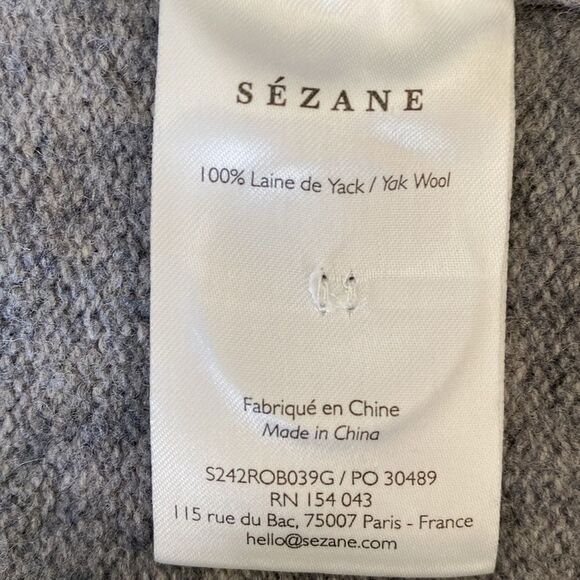 SÉZANE
100% Laine de Yack / Yak Wool
Fabriqué en Chine
Made in China
S242ROB039G / PO 30489
RN 154 043
115 rue du Bac, 75007 Paris - France
hello@sezane.com